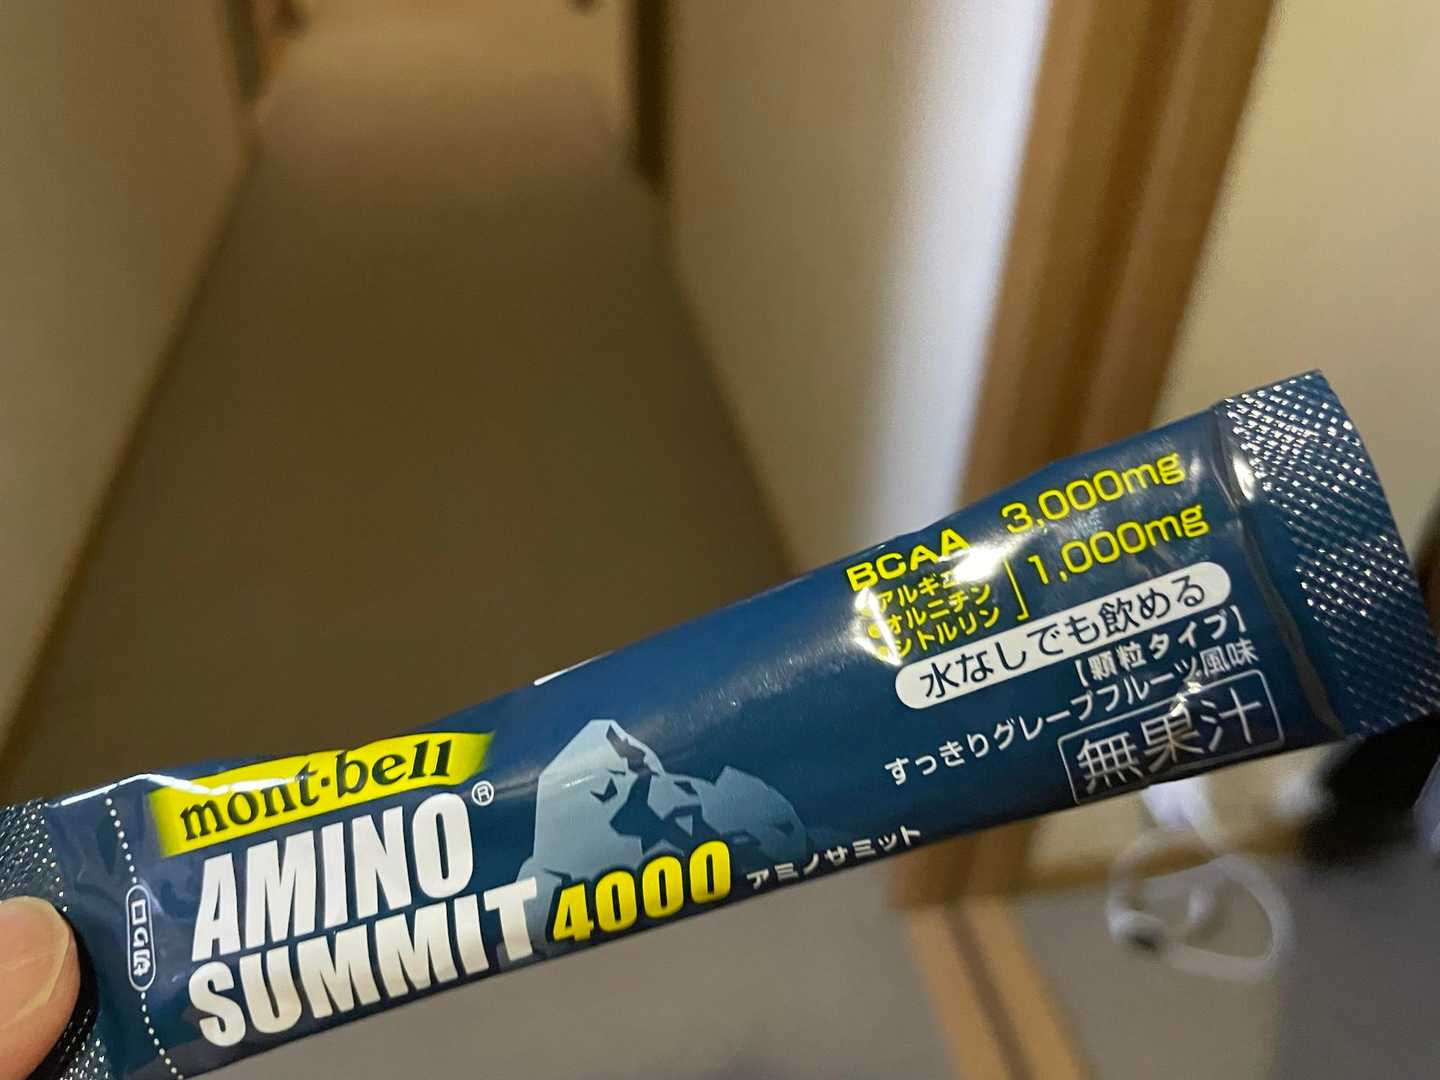 mont-bell
AMINO®
SUMMIT 4000
アミノサミット
BCAA 3,000mg
●アルギニン
●オルニチン
●シトルリン
1,000mg
水なしでも飲める
【顆粒タイプ】
すっきりグレープフルーツ風味
無果汁